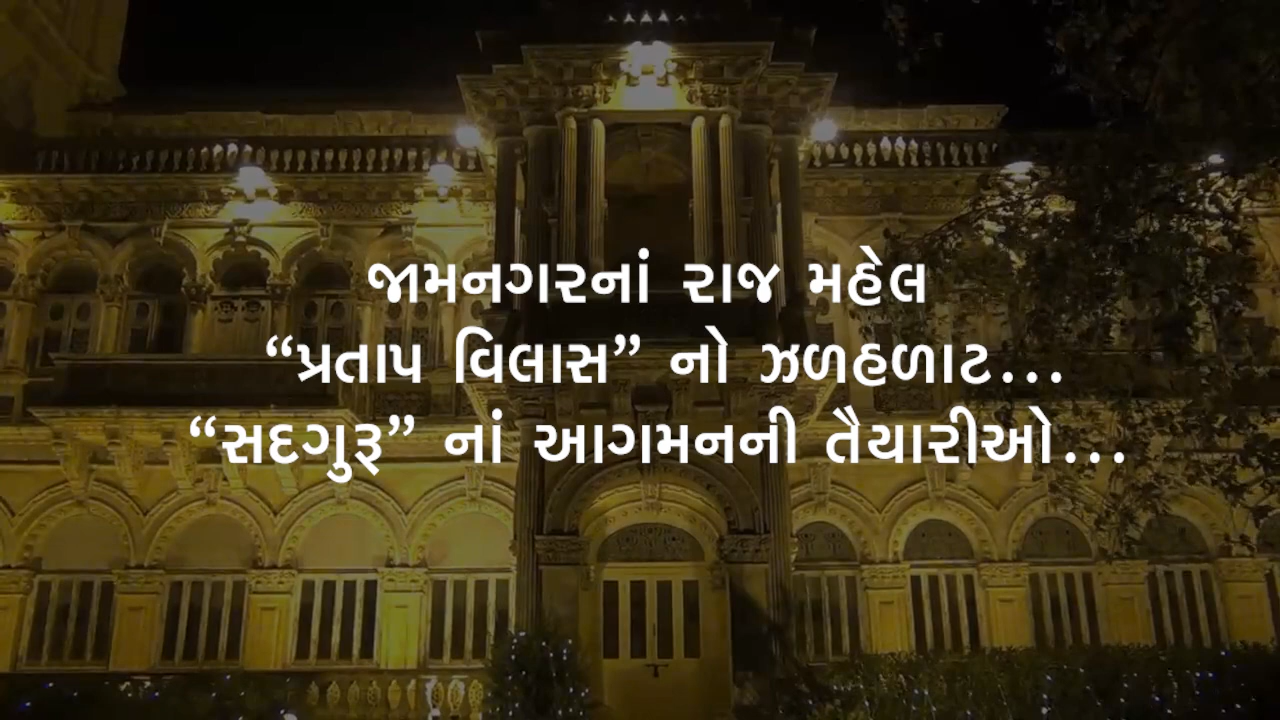 જામનગરનાં રાજ મહેલ
“પ્રતાપ વિલાસ” નો ઝળહળાટ...
“સદગુરૂ” નાં આગમનની તૈયારીઓ...